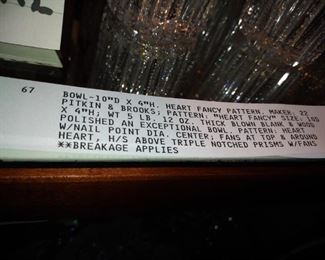 67
BOWL-10"D X 4"H. HEART FANCY PATTERN. MAKER. 22
PITKIN & BROOKS; PATTERN: "HEART FANCY" SIZE: 10D
X 4"H; WT 5 LB. 12 OZ. THICK BLOWN BLANK & WOOD
POLISHED AN EXCEPTIONAL BOWL. PATTERN: HEART
W/NAIL POINT DIA. CENTER; FANS AT TOP & AROUND
HEART, H/S ABOVE TRIPLE NOTCHED PRISMS W/FANS
**BREAKAGE APPLIES